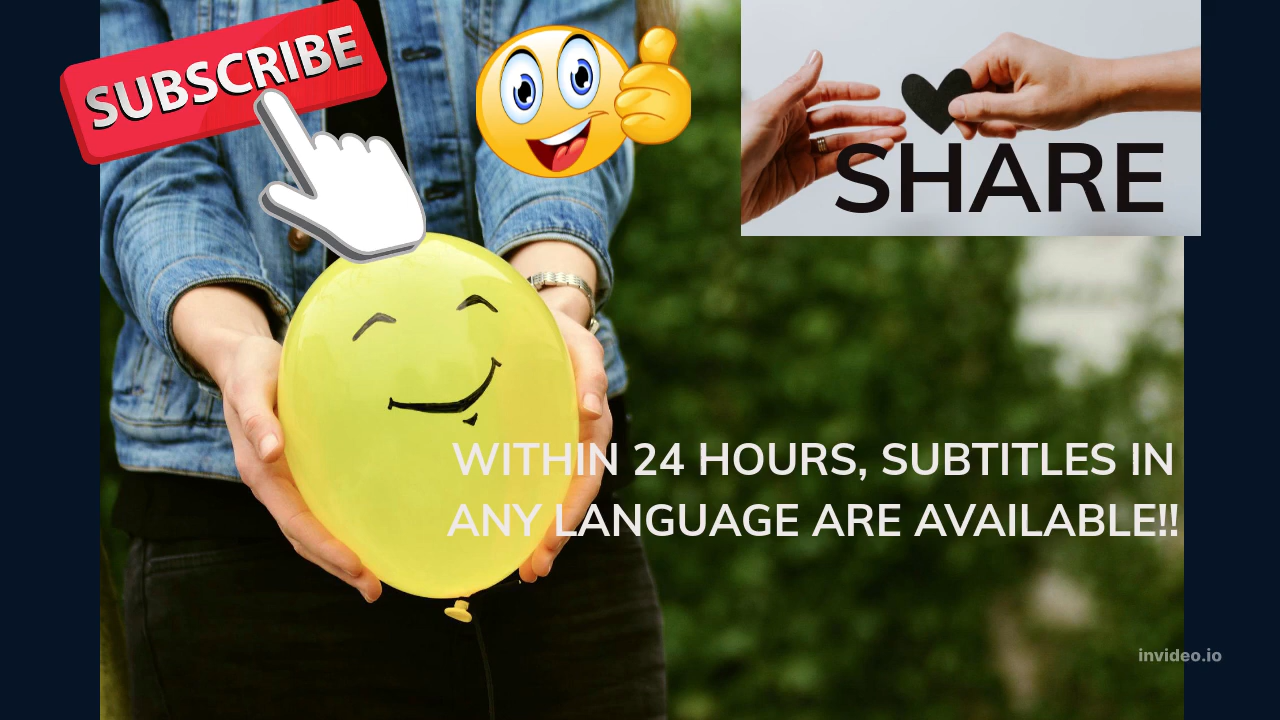 SUBSCRIBE
SHARE
WITHIN 24 HOURS, SUBTITLES IN
ANY LANGUAGE ARE AVAILABLE!!
invideo.io